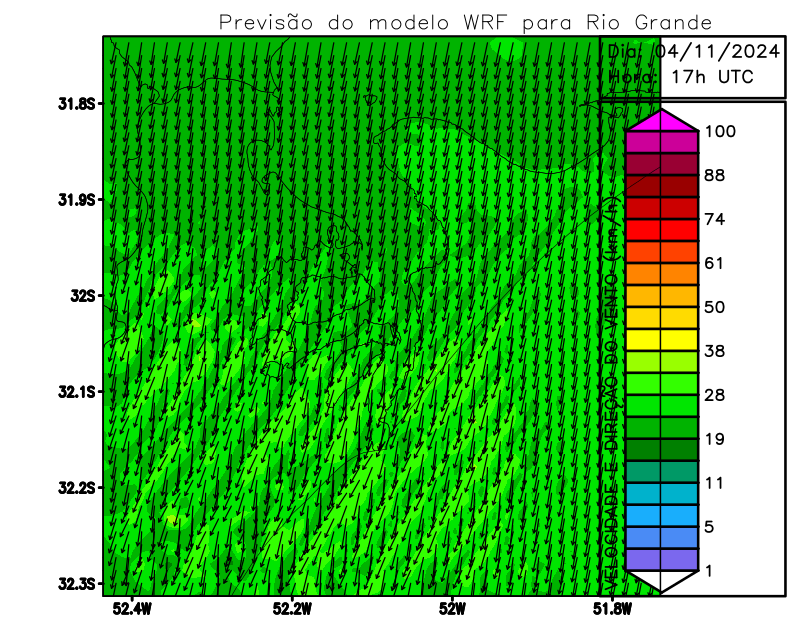 Previsão do modelo WRF para Rio Grande
Dia: 04/11/2024
Hora: 17h UTC
31.8S
31.9S
32S
32.1S
32.2S
32.3S
52.4W
52.2W
52W
51.8W
VELOCIDADE E DIREÇÃO DO VENTO (km/h)
100
88
74
61
50
38
28
19
11
5
1